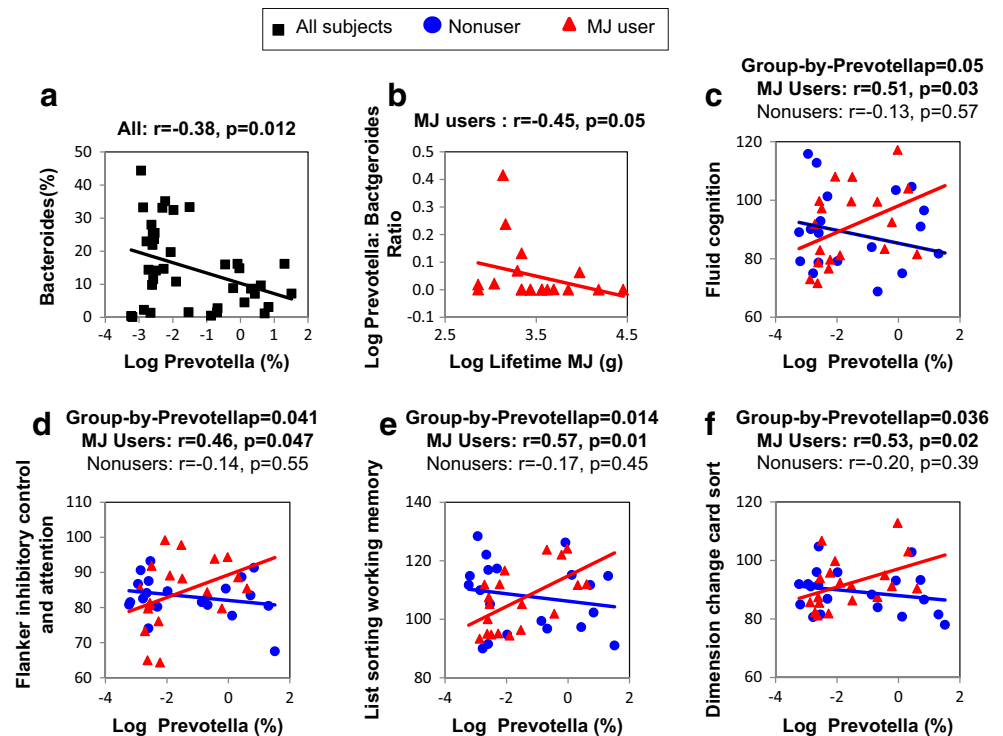 All subjects Nonuser MJ user
a
All: r=-0.38, p=0.012
Bacteroides(%)
50
40
30
20
10
0
-4 -3 -2 -1 0 1 2
Log Prevotella (%)
b
MJ users : r=-0.45, p=0.05
Log Prevotella: Bactgeroides
Ratio
0.5
0.4
0.3
0.2
0.1
0.0
-0.1
2.5 3.5 4.5
Log Lifetime MJ (g)
c
Group-by-Prevotellap=0.05
MJ Users: r=0.51, p=0.03
Nonusers: r=-0.13, p=0.57
Fluid cognition
120
100
80
60
-4 -2 0 2
Log Prevotella (%)
d
Group-by-Prevotellap=0.041
MJ Users: r=0.46, p=0.047
Nonusers: r=-0.14, p=0.55
Flanker inhibitory control
and attention
110
100
90
80
70
60
-4 -2 0 2
Log Prevotella (%)
e
Group-by-Prevotellap=0.014
MJ Users: r=0.57, p=0.01
Nonusers: r=-0.17, p=0.45
List sorting working memory
140
120
100
80
-4 -2 0 2
Log Prevotella (%)
f
Group-by-Prevotellap=0.036
MJ Users: r=0.53, p=0.02
Nonusers: r=-0.20, p=0.39
Dimension change card sort
120
100
80
60
-4 -2 0 2
Log Prevotella (%)